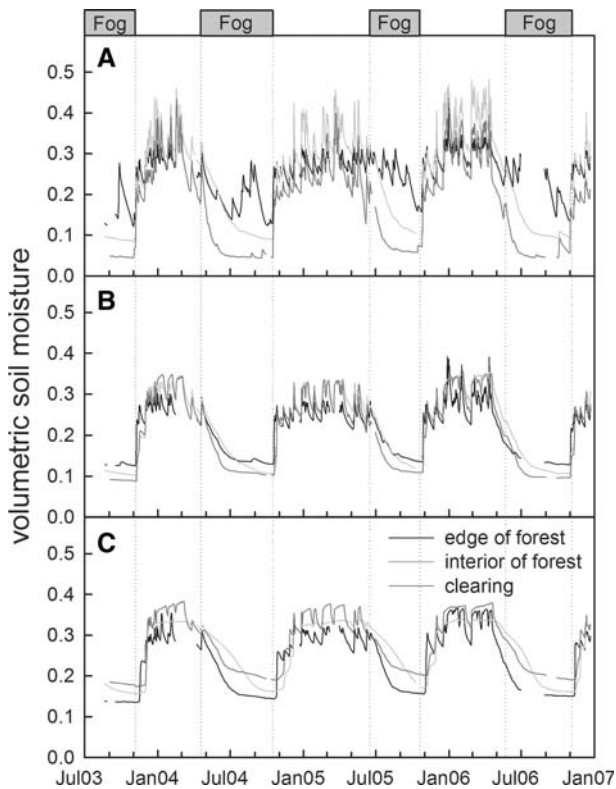 Fog Fog Fog Fog
A
0.5
0.4
0.3
0.2
0.1
0.0
B
0.5
0.4
0.3
0.2
0.1
0.0
C
edge of forest
interior of forest
clearing
0.5
0.4
0.3
0.2
0.1
0.0
volumetric soil moisture
Jul03 Jan04 Jul04 Jan05 Jul05 Jan06 Jul06 Jan07